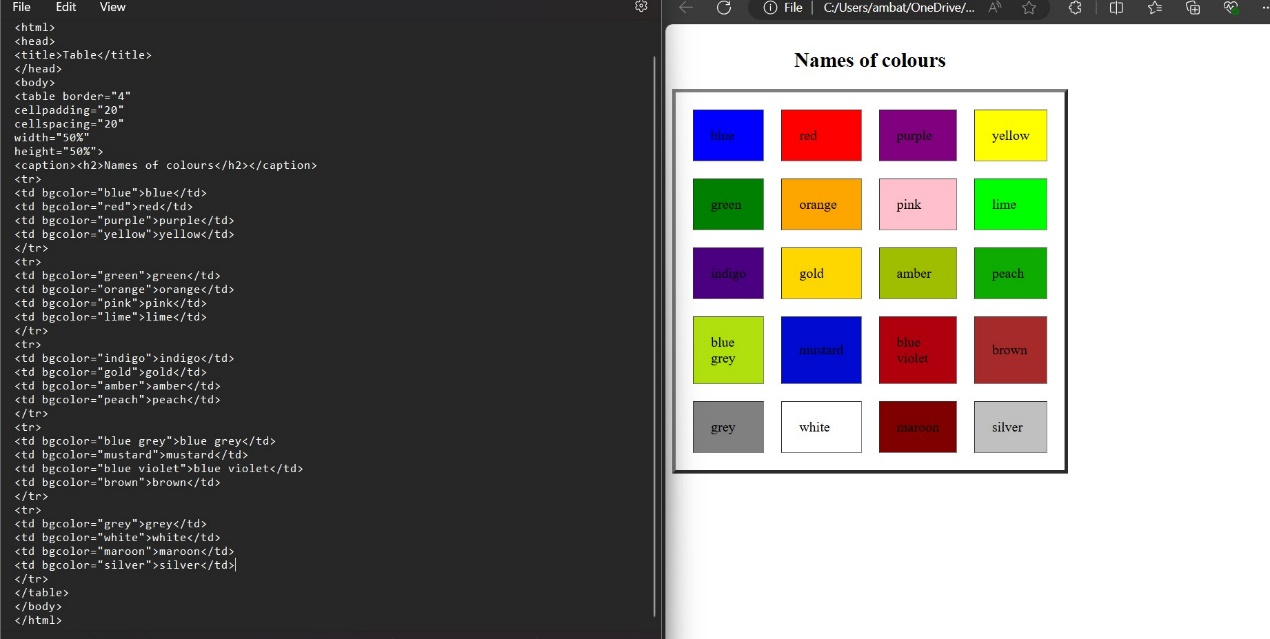 File Edit View
<html>
<head>
<title>Table</title>
</head>
<body>
<table border="4"
cellpadding="20"
cellspacing="20"
width="50%"
height="50%">
<caption><h2>Names of colours</h2></caption>
<tr>
<td bgcolor="blue">blue</td>
<td bgcolor="red">red</td>
<td bgcolor="purple">purple</td>
<td bgcolor="yellow">yellow</td>
</tr>
<tr>
<td bgcolor="green">green</td>
<td bgcolor="orange">orange</td>
<td bgcolor="pink">pink</td>
<td bgcolor="lime">lime</td>
</tr>
<tr>
<td bgcolor="indigo">indigo</td>
<td bgcolor="gold">gold</td>
<td bgcolor="amber">amber</td>
<td bgcolor="peach">peach</td>
</tr>
<tr>
<td bgcolor="blue grey">blue grey</td>
<td bgcolor="mustard">mustard</td>
<td bgcolor="blue violet">blue violet</td>
<td bgcolor="brown">brown</td>
</tr>
<tr>
<td bgcolor="grey">grey</td>
<td bgcolor="white">white</td>
<td bgcolor="maroon">maroon</td>
<td bgcolor="silver">silver</td>
</tr>
</table>
</body>
</html>
File | C:/Users/ambat/OneDrive/...
Names of colours
blue red purple yellow
green orange pink lime
indigo gold amber peach
blue grey mustard blue violet brown
grey white maroon silver